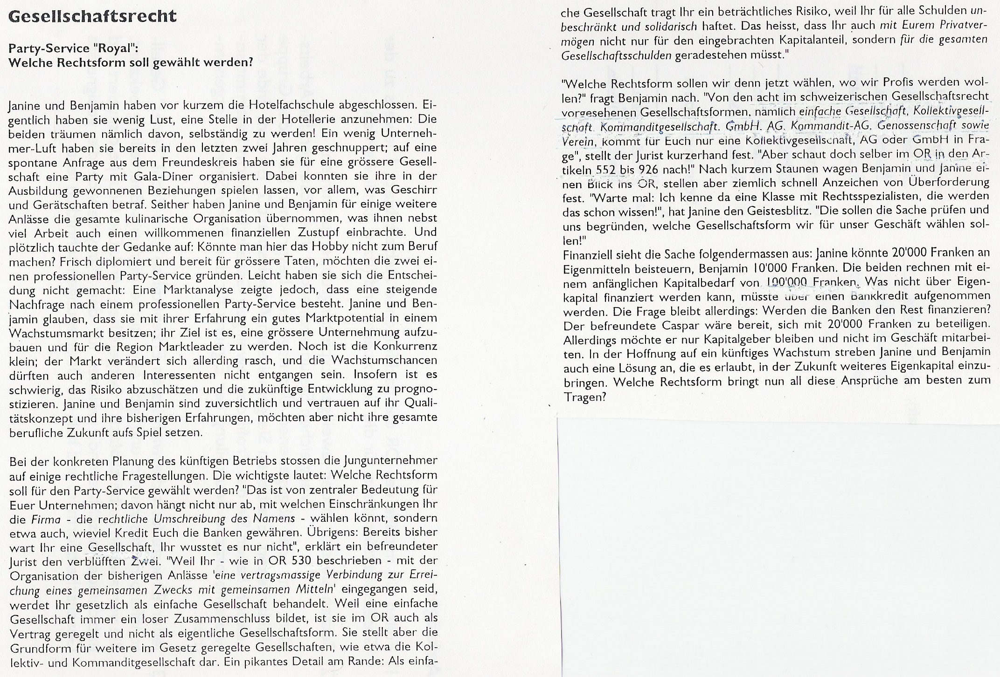 Gesellschaftsrecht
Party-Service "Royal":
Welche Rechtsform soll gewählt werden?
Janine und Benjamin haben vor kurzem die Hotelfachschule abgeschlossen. Ei-
gentlich haben sie wenig Lust, eine Stelle in der Hotellerie anzunehmen: Die
beiden träumen nämlich davon, selbständig zu werden! Ein wenig Unterneh-
mer-Luft haben sie bereits in den letzten zwei Jahren geschnuppert; auf eine
spontane Anfrage aus dem Freundeskreis haben sie für eine grössere Gesell-
schaft eine Party mit Gala-Diner organisiert. Dabei konnten sie ihre in der
Ausbildung gewonnenen Beziehungen spielen lassen, vor allem, was Geschirr
und Gerätschaften betraf. Seither haben Janine und Benjamin für einige weitere
Anlässe die gesamte kulinarische Organisation übernommen, was ihnen nebst
viel Arbeit auch einen willkommenen finanziellen Zustupf einbrachte. Und
plötzlich tauchte der Gedanke auf: Könnte man hier das Hobby nicht zum Beruf
machen? Frisch diplomiert und bereit für grössere Taten, möchten die zwei ei-
nen professionellen Party-Service gründen. Leicht haben sie sich die Entschei-
dung nicht gemacht: Eine Marktanalyse zeigte jedoch, dass eine steigende
Nachfrage nach einem professionellen Party-Service besteht. Janine und Ben-
jamin glauben, dass sie mit ihrer Erfahrung ein gutes Marktpotential in einem
Wachstumsmarkt besitzen; ihr Ziel ist es, eine grössere Unternehmung aufzu-
bauen und für die Region Marktleader zu werden. Noch ist die Konkurrenz
klein; der Markt verändert sich allerding rasch, und die Wachstumschancen
dürften auch anderen Interessenten nicht entgangen sein. Insofern ist es
schwierig, das Risiko abzuschätzen und die zukünftige Entwicklung zu progno-
stizieren. Janine und Benjamin sind zuversichtlich und vertrauen auf ihr Quali-
tätskonzept und ihre bisherigen Erfahrungen, möchten aber nicht ihre gesamte
berufliche Zukunft aufs Spiel setzen.
Bei der konkreten Planung des künftigen Betriebs stossen die Jungunternehmer
auf einige rechtliche Fragestellungen. Die wichtigste lautet: Welche Rechtsform
soll für den Party-Service gewählt werden? "Das ist von zentraler Bedeutung für
Euer Unternehmen; davon hängt nicht nur ab, mit welchen Einschränkungen Ihr
die Firma - die rechtliche Umschreibung des Namens - wählen könnt, sondern
etwa auch, wieviel Kredit Euch die Banken gewähren. Übrigens: Bereits bisher
wart Ihr eine Gesellschaft, Ihr wusstet es nur nicht", erklärt ein befreundeter
Jurist den verblüfften Zwei. "Weil Ihr - wie in OR 530 beschrieben - mit der
Organisation der bisherigen Anlässe 'eine vertragsmassige Verbindung zur Errei-
chung eines gemeinsamen Zwecks mit gemeinsamen Mitteln' eingegangen seid,
werdet Ihr gesetzlich als einfache Gesellschaft behandelt. Weil eine einfache
Gesellschaft immer ein loser Zusammenschluss bildet, ist sie im OR auch als
Vertrag geregelt und nicht als eigentliche Gesellschaftsform. Sie stellt aber die
Grundform für weitere im Gesetz geregelte Gesellschaften, wie etwa die Kol-
lektiv- und Kommanditgesellschaft dar. Ein pikantes Detail am Rande: Als einfa-
che Gesellschaft tragt Ihr ein beträchtliches Risiko, weil Ihr für alle Schulden un-
beschränkt und solidarisch haftet. Das heisst, dass Ihr auch mit Eurem Privatver-
mögen nicht nur für den eingebrachten Kapitalanteil, sondern für die gesamten
Gesellschaftsschulden geradestehen müsst."
"Welche Rechtsform sollen wir denn jetzt wählen, wo wir Profis werden wol-
len?" fragt Benjamin nach. "Von den acht im schweizerischen Gesellschaftsrecht
vorgesehenen Gesellschaftsformen, nämlich einfache Gesellschaft, Kollektivgesell-
schaft, Kommanditgesellschaft, GmbH, AG, Kommandit-AG, Genossenschaft sowie
Verein, kommt für Euch nur eine Kollektivgesellschaft, AG oder GmbH in Fra-
ge", stellt der Jurist kurzerhand fest. "Aber schaut doch selber im OR in den Ar-
tikeln 552 bis 926 nach!" Nach kurzem Staunen wagen Benjamin und Janine ei-
nen Blick ins OR, stellen aber ziemlich schnell Anzeichen von Überforderung
fest. "Warte mal: Ich kenne da eine Klasse mit Rechtsspezialisten, die werden
das schon wissen!", hat Janine den Geistesblitz. "Die sollen die Sache prüfen und
uns begründen, welche Gesellschaftsform wir für unser Geschäft wählen sol-
len!"
Finanziell sieht die Sache folgendermassen aus: Janine könnte 20'000 Franken an
Eigenmitteln beisteuern, Benjamin 10'000 Franken. Die beiden rechnen mit ei-
nem anfänglichen Kapitalbedarf von 100'000 Franken. Was nicht über Eigen-
kapital finanziert werden kann, müsste über einen Bankkredit aufgenommen
werden. Die Frage bleibt allerdings: Werden die Banken den Rest finanzieren?
Der befreundete Caspar wäre bereit, sich mit 20'000 Franken zu beteiligen.
Allerdings möchte er nur Kapitalgeber bleiben und nicht im Geschäft mitarbei-
ten. In der Hoffnung auf ein künftiges Wachstum streben Janine und Benjamin
auch eine Lösung an, die es erlaubt, in der Zukunft weiteres Eigenkapital einzu-
bringen. Welche Rechtsform bringt nun all diese Ansprüche am besten zum
Tragen?